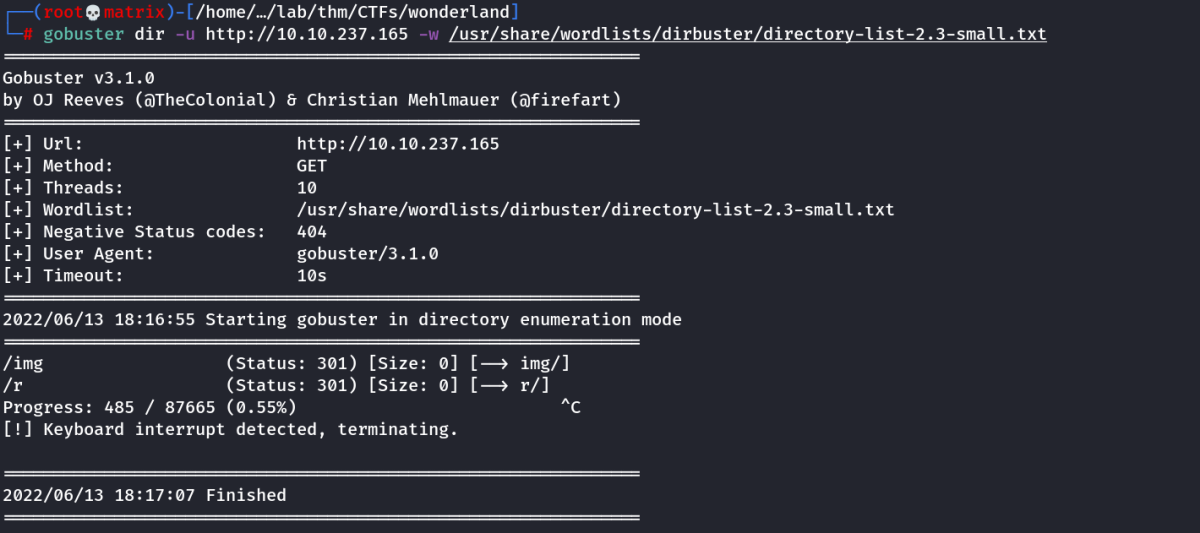 ┌──(root💀matrix)-[/home/…/lab/thm/CTFs/wonderland]
└─# gobuster dir -u http://10.10.237.165 -w /usr/share/wordlists/dirbuster/directory-list-2.3-small.txt
===============================================================
Gobuster v3.1.0
by OJ Reeves (@TheColonial) & Christian Mehlmauer (@firefart)
===============================================================
[+] Url:                     http://10.10.237.165
[+] Method:                  GET
[+] Threads:                 10
[+] Wordlist:                /usr/share/wordlists/dirbuster/directory-list-2.3-small.txt
[+] Negative Status codes:   404
[+] User Agent:              gobuster/3.1.0
[+] Timeout:                 10s
===============================================================
2022/06/13 18:16:55 Starting gobuster in directory enumeration mode
===============================================================
/img                  (Status: 301) [Size: 0] [--> img/]
/r                    (Status: 301) [Size: 0] [--> r/]
Progress: 485 / 87665 (0.55%)                          ^C
[!] Keyboard interrupt detected, terminating.
===============================================================
2022/06/13 18:17:07 Finished
===============================================================